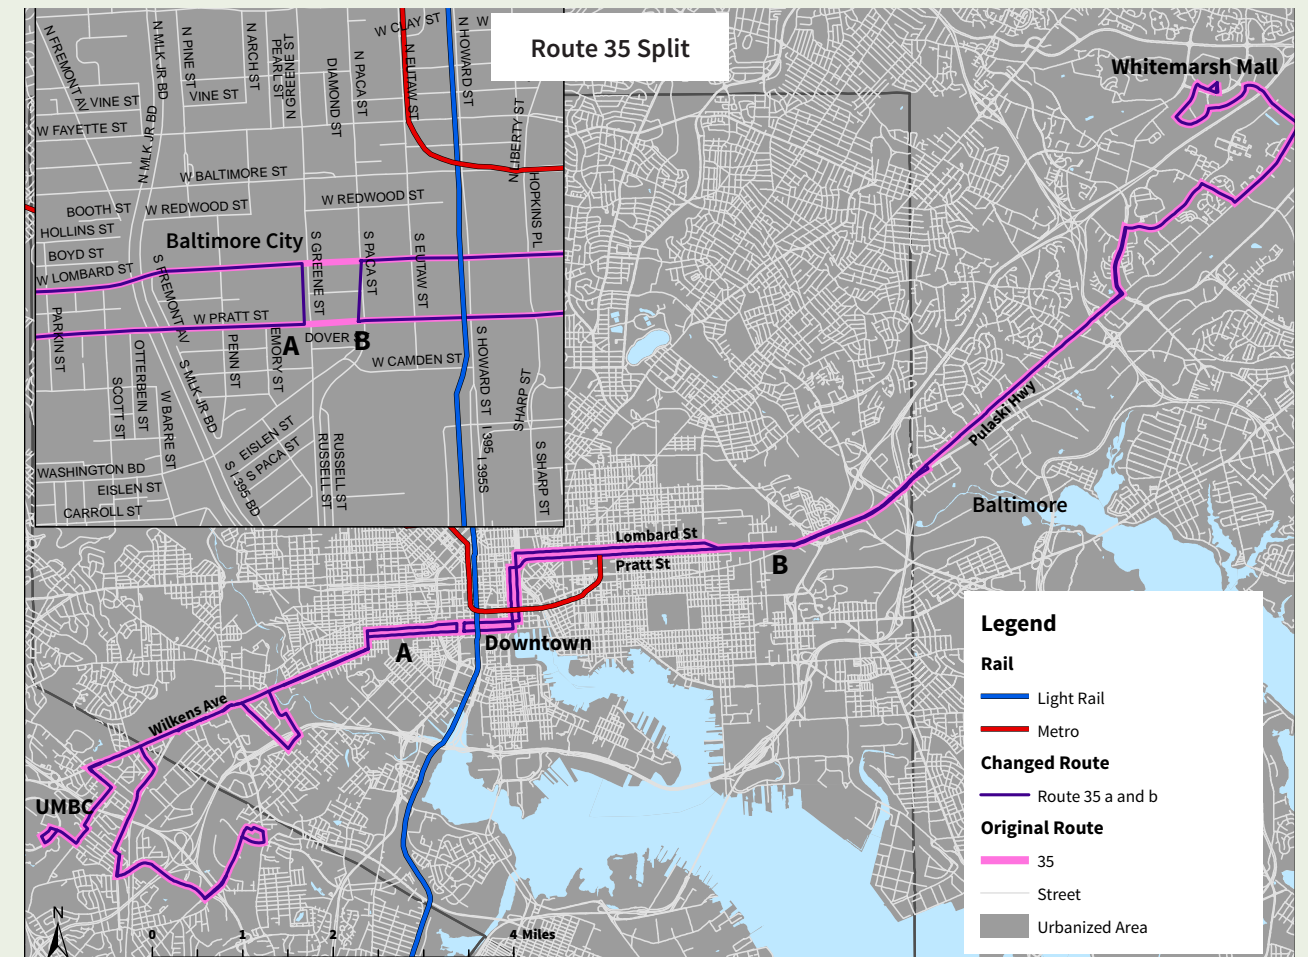 Route 35 Split
Whitemarsh Mall
W CLAY ST
W
N FREMONT AV
N MLK JR BD
N PINE ST
N ARCH ST
PEARL ST
N GREENE ST
DIAMOND ST
N PACA ST
N EUTAW ST
N HOWARD ST
N LIBERTY ST
HOPKINS PL
VINE ST
VINE ST
W FAYETTE ST
N MLK JR BD
W BALTIMORE ST
BOOTH ST
W REDWOOD ST
W REDWOOD ST
HOLLINS ST
Baltimore City
BOYD ST
W LOMBARD ST
S FREMONT AV
S GREENE ST
S PACA ST
S EUTAW ST
W PRATT ST
A
DOVER S
B
PARKIN ST
OTTERBEIN ST
SCOTT ST
W BARRE ST
S MLK JR BD
PENN ST
EMORY ST
W CAMDEN ST
S HOWARD ST
SHARP ST
S SHARP ST
I 395
I 395S
EISLEN ST
S PACA ST
RUSSELL ST
RUSSELL ST
S I 395 BD
WASHINGTON BD
EISLEN ST
CARROLL ST
Pulaski Hwy
Baltimore
Lombard St
Pratt St
B
Downtown
A
Wilkens Ave
UMBC
Legend
Rail
Light Rail
Metro
Changed Route
Route 35 a and b
Original Route
35
Street
Urbanized Area
N
0 1 2 4 Miles